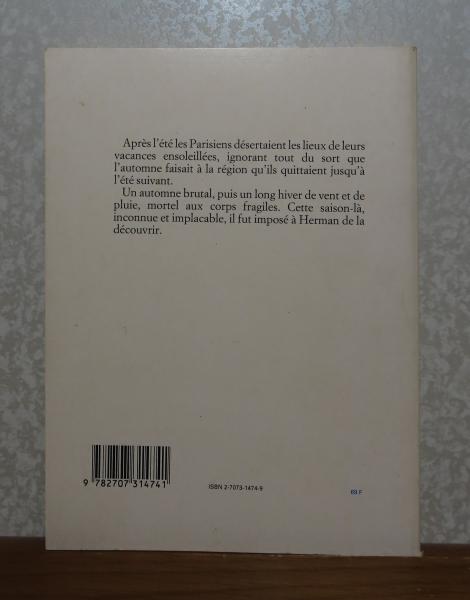 Après l'été les Parisiens désertaient les lieux de leurs
vacances ensoleillées, ignorant tout du sort que
l'automne faisait à la région qu'ils quittaient jusqu'à
l'été suivant.
Un automne brutal, puis un long hiver de vent et de
pluie, mortel aux corps fragiles. Cette saison-là,
inconnue et implacable, il fut imposé à Herman de la
découvrir.
9 782707 314741
ISBN 2-7073-1474-9
69 F